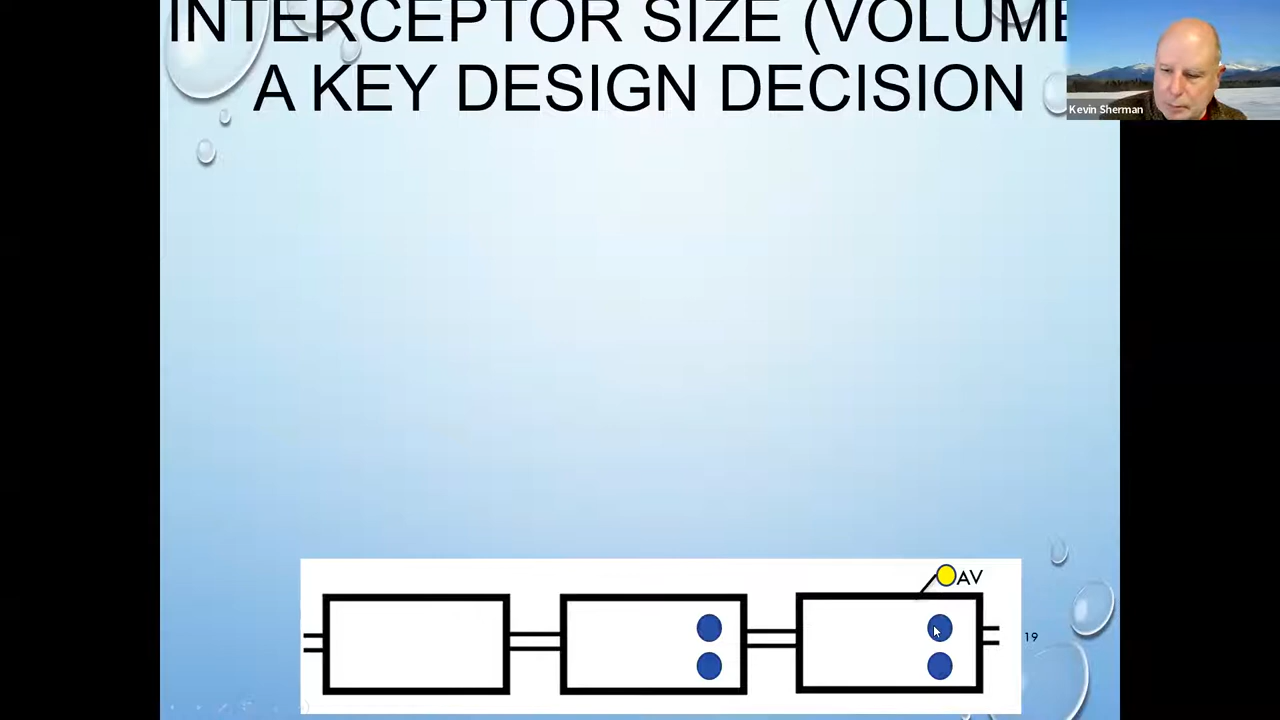 INTERCEPTOR SIZE (VOLUME
A KEY DESIGN DECISION
Kevin Sherman
AV
19